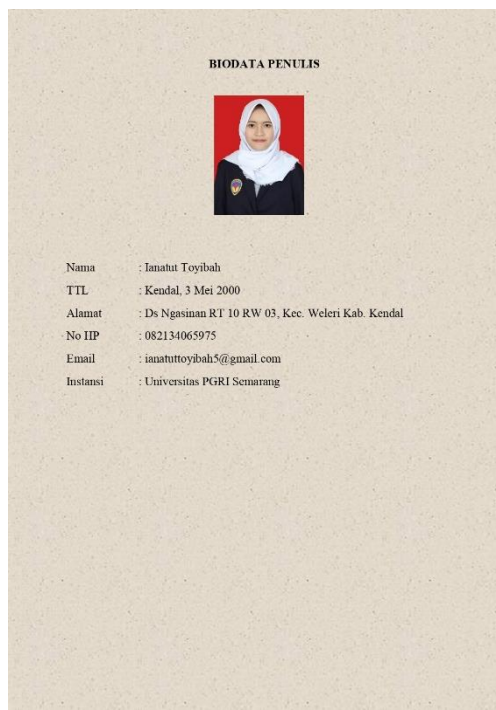 BIODATA PENULIS
Nama : Ianatut Toyibah
TTL : Kendal, 3 Mei 2000
Alamat : Ds Ngasinan RT 10 RW 03, Kec. Weleri Kab. Kendal
No HP : 082134065975
Email : ianatuttoyibah5@gmail.com
Instansi : Universitas PGRI Semarang